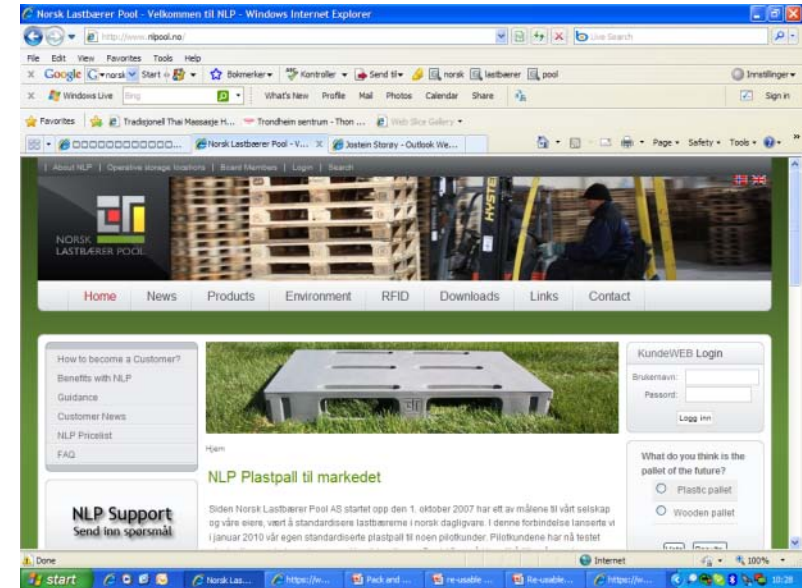 Norsk Lastbærer Pool - Velkommen til NLP - Windows Internet Explorer
http://www.nlpool.no/
Live Search
File Edit View Favorites Tools Help
Google norsk Start Bokmerker Kontroller Send til norsk lastbærer pool Innstillinger
Windows Live Bing What's New Profile Mail Photos Calendar Share Sign in
Favorites Tradisjonell Thai Massasje H... Trondheim sentrum - Thon ... Web Slice Gallery
Norsk Lastbærer Pool - V... Jostein Storøy - Outlook We... Page Safety Tools
About NLP | Operative storage locations | Board Members | Login | Search
HYSTER
NORSK
LASTBÆRER POOL
Home News Products Environment RFID Downloads Links Contact
How to become a Customer?
Benefits with NLP
Guidance
Customer News
NLP Pricelist
FAQ
NLP Support
Send inn spørsmål
Hjem
NLP Plastpall til markedet
Siden Norsk Lastbærer Pool AS startet opp den 1. oktober 2007 har ett av målene til vårt selskap
og våre eiere, vært å standardisere lastbærerne i norsk dagligvare. I denne forbindelse lanserte vi
i januar 2010 vår egen standardiserte plastpall til noen pilotkunder. Pilotkundene har nå testet
KundeWEB Login
Brukernavn:
Passord:
Logg inn
What do you think is the
pallet of the future?
Plastic pallet
Wooden pallet
Done Internet 100%
start Norsk Las... https://w... Pack and ... re-usable ... Re-usable... https://w... 10:28